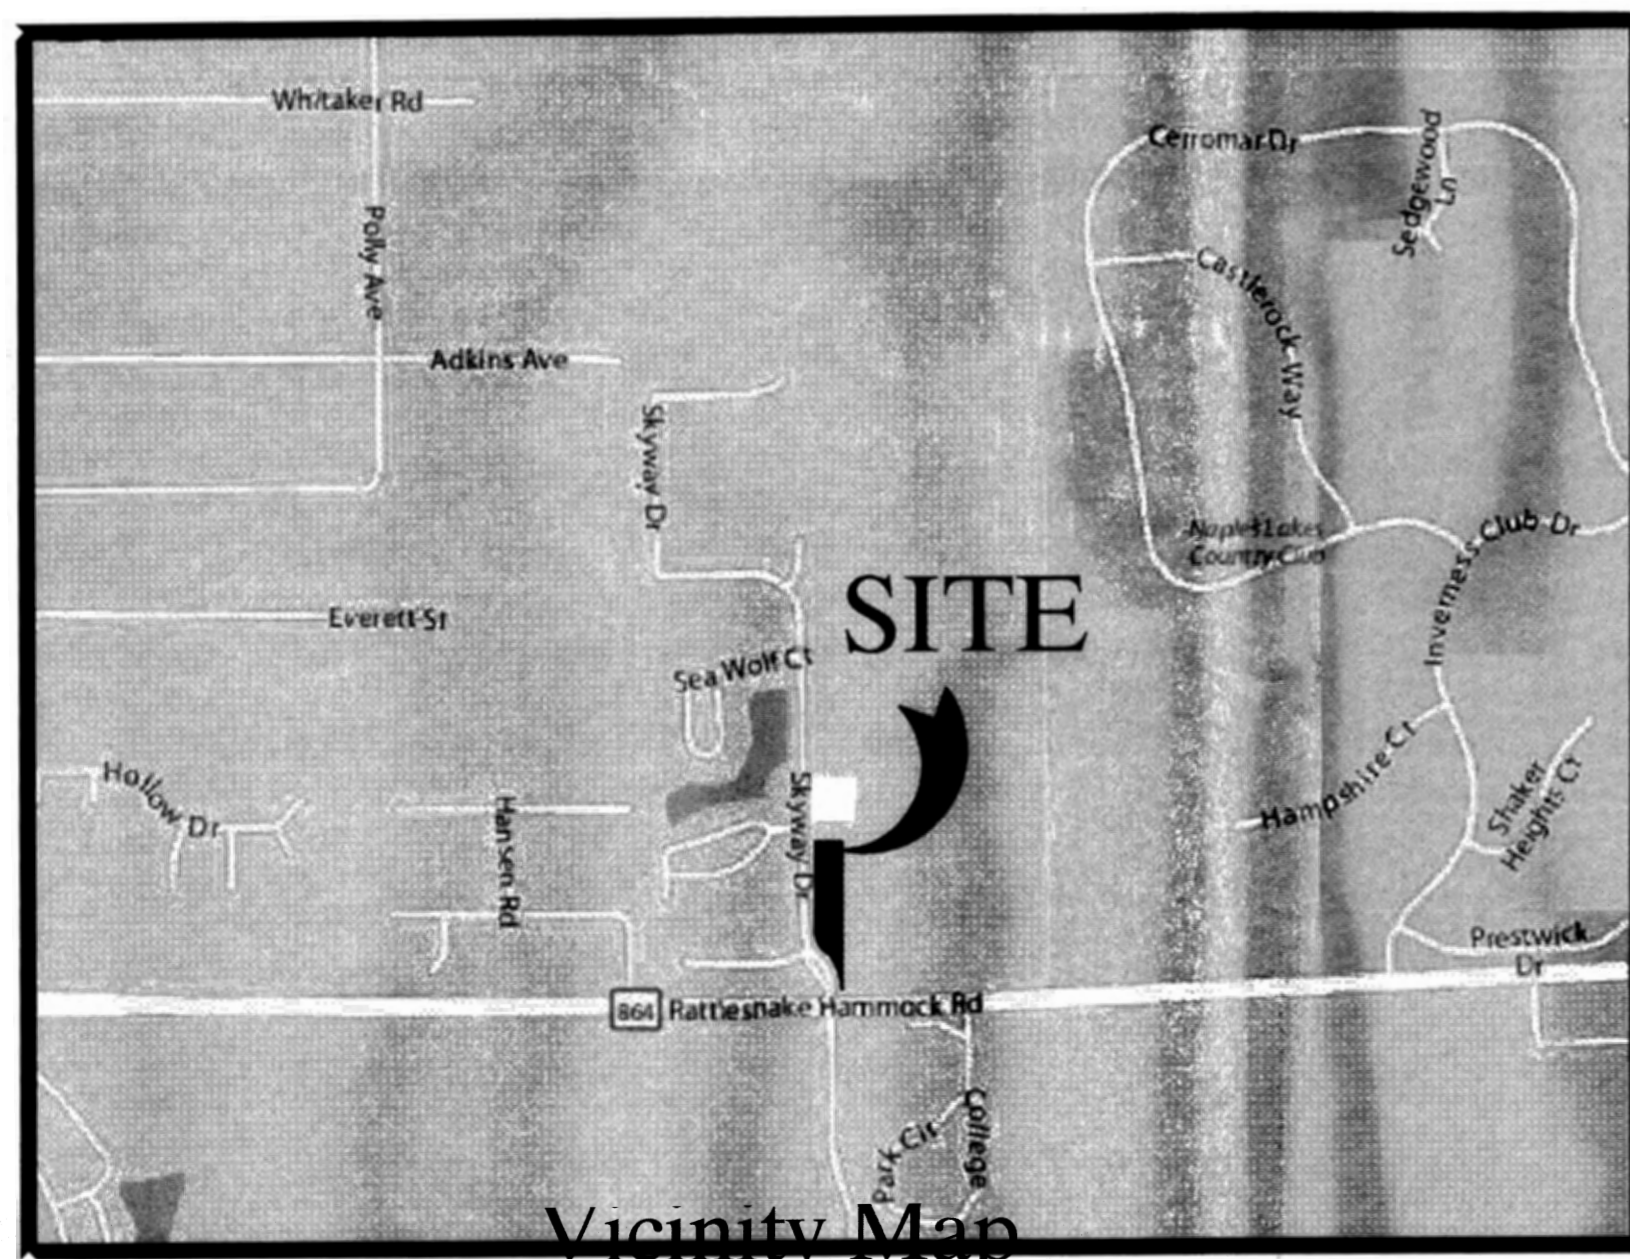 Whitaker Rd
Cerromar Dr
Sedgewood
Ln
Polly Ave
Castlerock Way
Adkins Ave
Skyway Dr
Naples Lakes
Country Club
Club Dr
Inverness
SITE
Everett St
Sea Wolf Ct
Hollow Dr
Hansen Rd
Skyway Dr
Hampshire Ct
Shaker
Heights Ct
Prestwick
Dr
864 Rattlesnake Hammock Rd
College
Park Cir
Vicinity Map